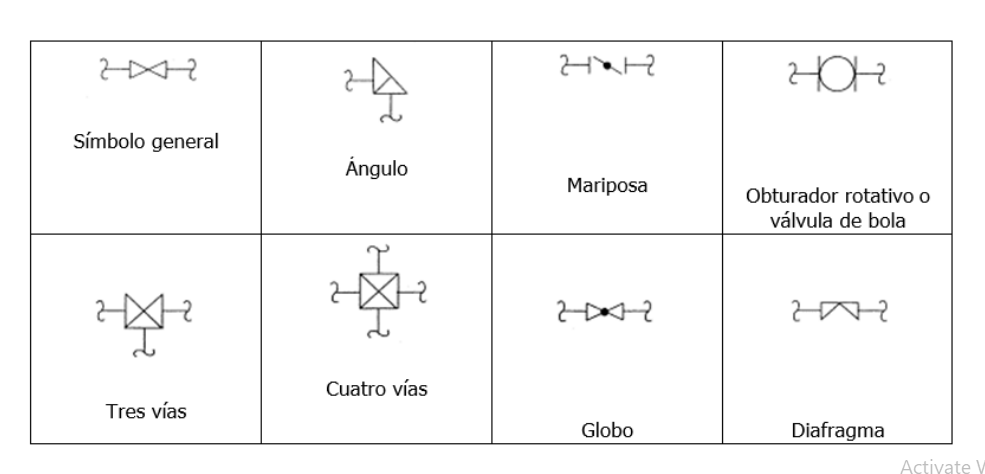 Símbolo general
Ángulo
Mariposa
Obturador rotativo o
válvula de bola
Tres vías
Cuatro vías
Globo
Diafragma
Activate